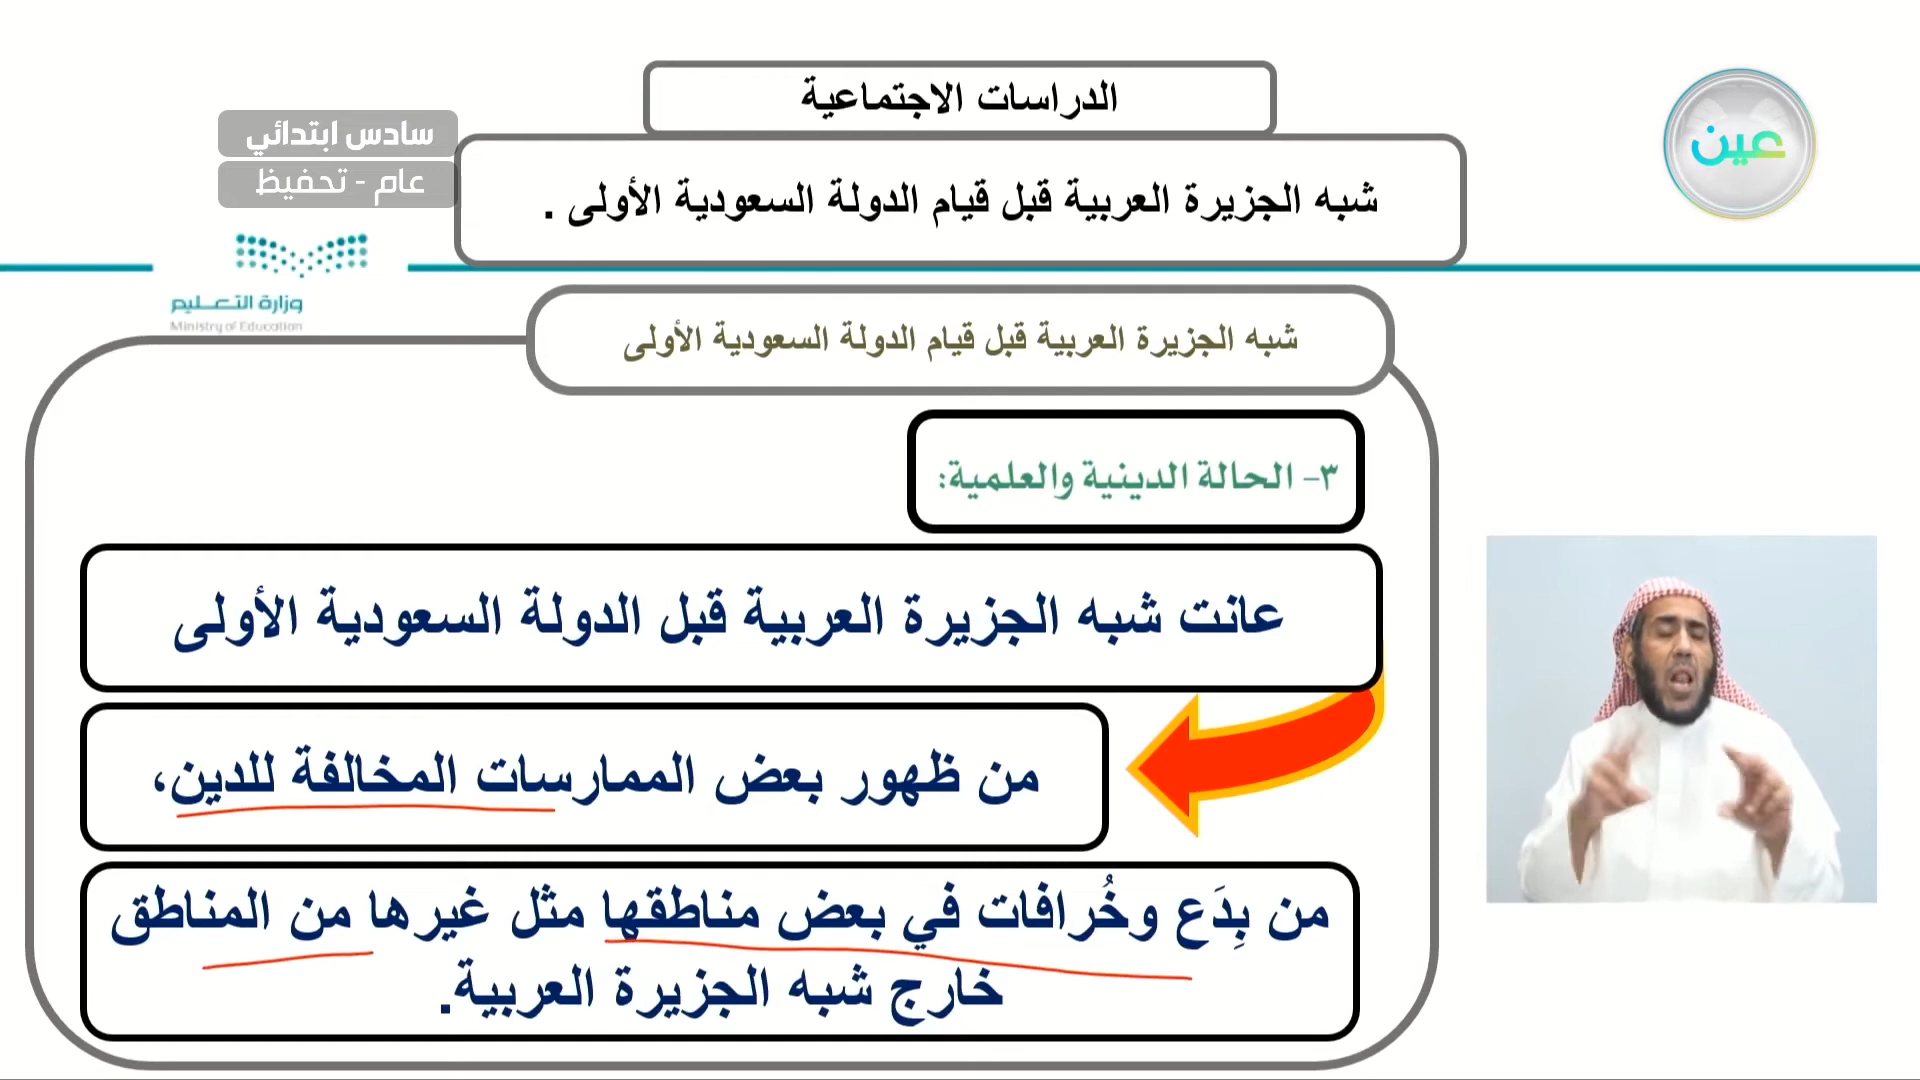 الدراسات الاجتماعية
سادس ابتدائي
عام - تحفيظ
شبه الجزيرة العربية قبل قيام الدولة السعودية الأولى .
عين
وزارة التعليم
Ministry of Education
شبه الجزيرة العربية قبل قيام الدولة السعودية الأولى
٣- الحالة الدينية والعلمية:
عانت شبه الجزيرة العربية قبل الدولة السعودية الأولى
من ظهور بعض الممارسات المخالفة للدين،
من بِدَع وخُرافات في بعض مناطقها مثل غيرها من المناطق
خارج شبه الجزيرة العربية.